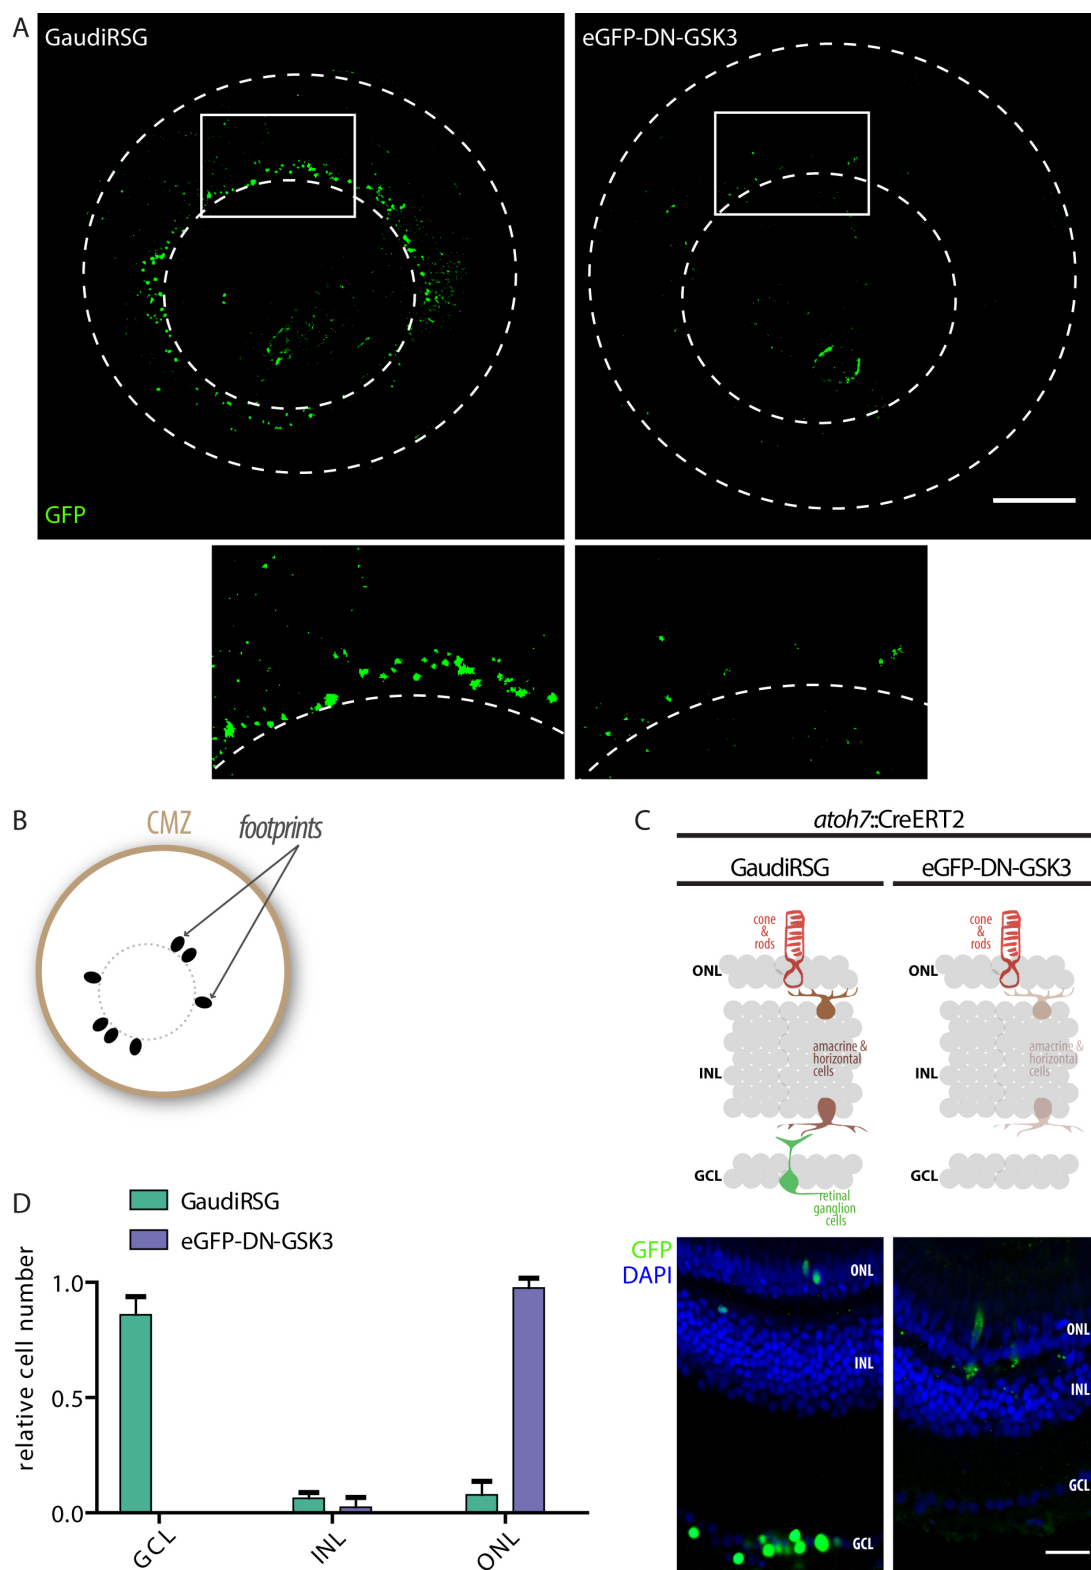 A
GaudiRSG
eGFP-DN-GSK3
GFP
B
CMZ
footprints
C
atoh7::CreERT2
GaudiRSG
eGFP-DN-GSK3
cone
&
rods
ONL
amacrine &
horizontal
cells
INL
GCL
retinal
ganglion
cells
cone
&
rods
ONL
amacrine &
horizontal
cells
INL
GCL
D
GaudiRSG
eGFP-DN-GSK3
relative cell number
1.0
0.5
0.0
GCL
INL
ONL
GFP
DAPI
ONL
INL
GCL
ONL
INL
GCL